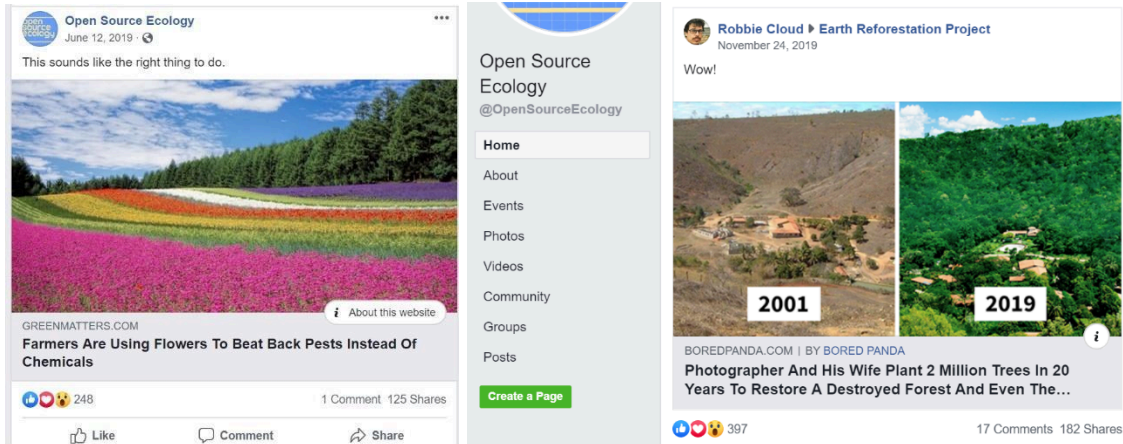 open source ecology
Open Source Ecology
June 12, 2019 ·
This sounds like the right thing to do.
About this website
GREENMATTERS.COM
Farmers Are Using Flowers To Beat Back Pests Instead Of
Chemicals
248
1 Comment 125 Shares
Like Comment Share
Open Source
Ecology
@OpenSourceEcology
Home
About
Events
Photos
Videos
Community
Groups
Posts
Create a Page
Robbie Cloud Earth Reforestation Project
November 24, 2019
Wow!
2001
2019
i
BOREDPANDA.COM | BY BORED PANDA
Photographer And His Wife Plant 2 Million Trees In 20
Years To Restore A Destroyed Forest And Even The...
397
17 Comments 182 Shares